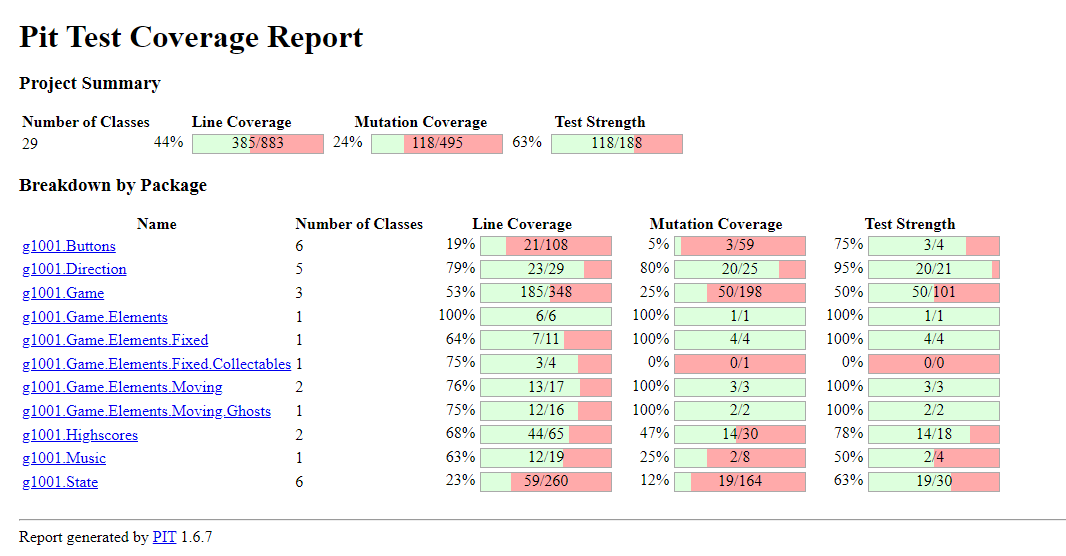 Pit Test Coverage Report
Project Summary
Number of Classes Line Coverage Mutation Coverage Test Strength
29 44% 385/883 24% 118/495 63% 118/188
Breakdown by Package
Name Number of Classes Line Coverage Mutation Coverage Test Strength
g1001.Buttons 6 19% 21/108 5% 3/59 75% 3/4
g1001.Direction 5 79% 23/29 80% 20/25 95% 20/21
g1001.Game 3 53% 185/348 25% 50/198 50% 50/101
g1001.Game.Elements 1 100% 6/6 100% 1/1 100% 1/1
g1001.Game.Elements.Fixed 1 64% 7/11 100% 4/4 100% 4/4
g1001.Game.Elements.Fixed.Collectables 1 75% 3/4 0% 0/1 0% 0/0
g1001.Game.Elements.Moving 2 76% 13/17 100% 3/3 100% 3/3
g1001.Game.Elements.Moving.Ghosts 1 75% 12/16 100% 2/2 100% 2/2
g1001.Highscores 2 68% 44/65 47% 14/30 78% 14/18
g1001.Music 1 63% 12/19 25% 2/8 50% 2/4
g1001.State 6 23% 59/260 12% 19/164 63% 19/30
Report generated by PIT 1.6.7